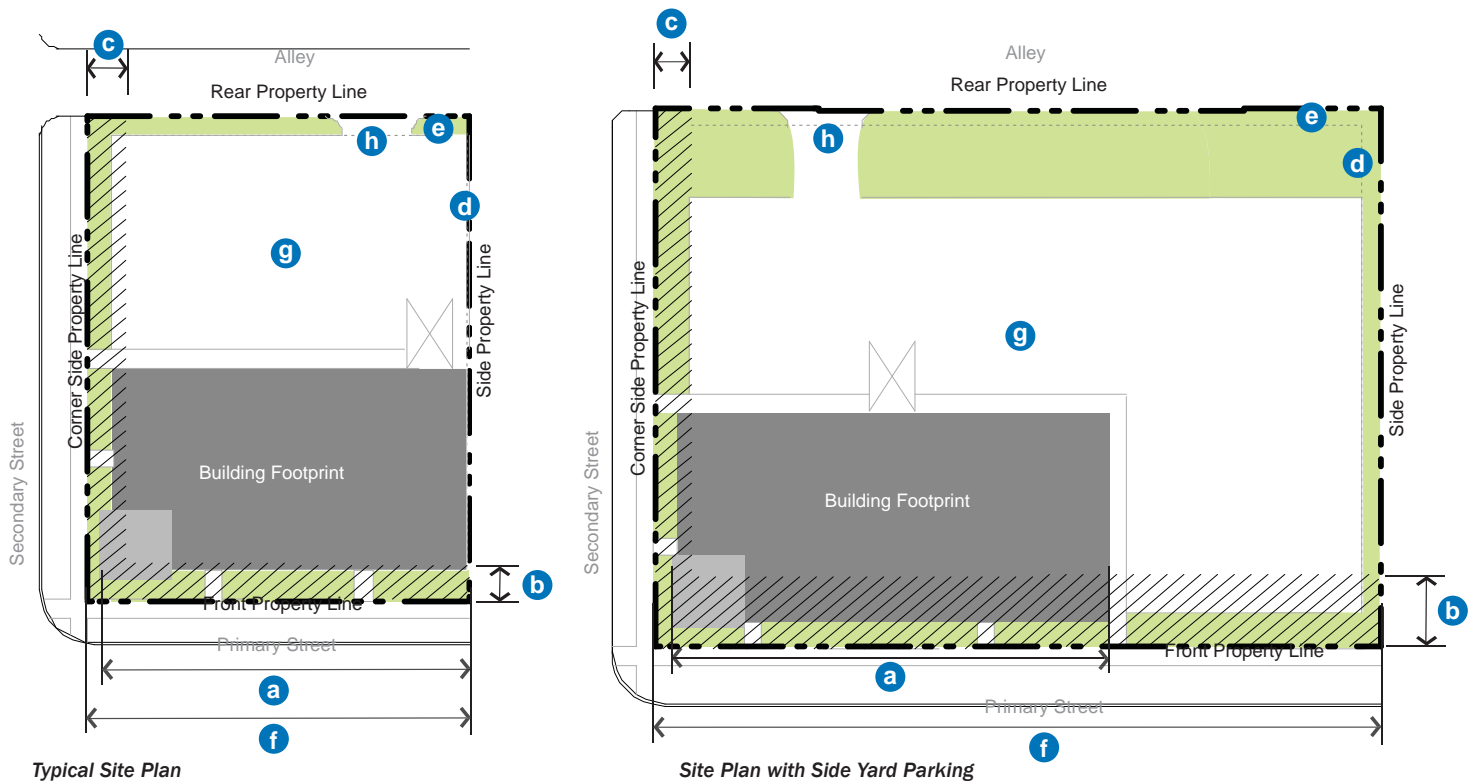 c
Alley
Rear Property Line
e
h
d
g
Corner Side Property Line
Side Property Line
Secondary Street
Building Footprint
b
Front Property Line
Primary Street
a
f
Typical Site Plan
c
Alley
Rear Property Line
e
h
d
g
Corner Side Property Line
Side Property Line
Secondary Street
Building Footprint
b
Front Property Line
a
Primary Street
f
Site Plan with Side Yard Parking